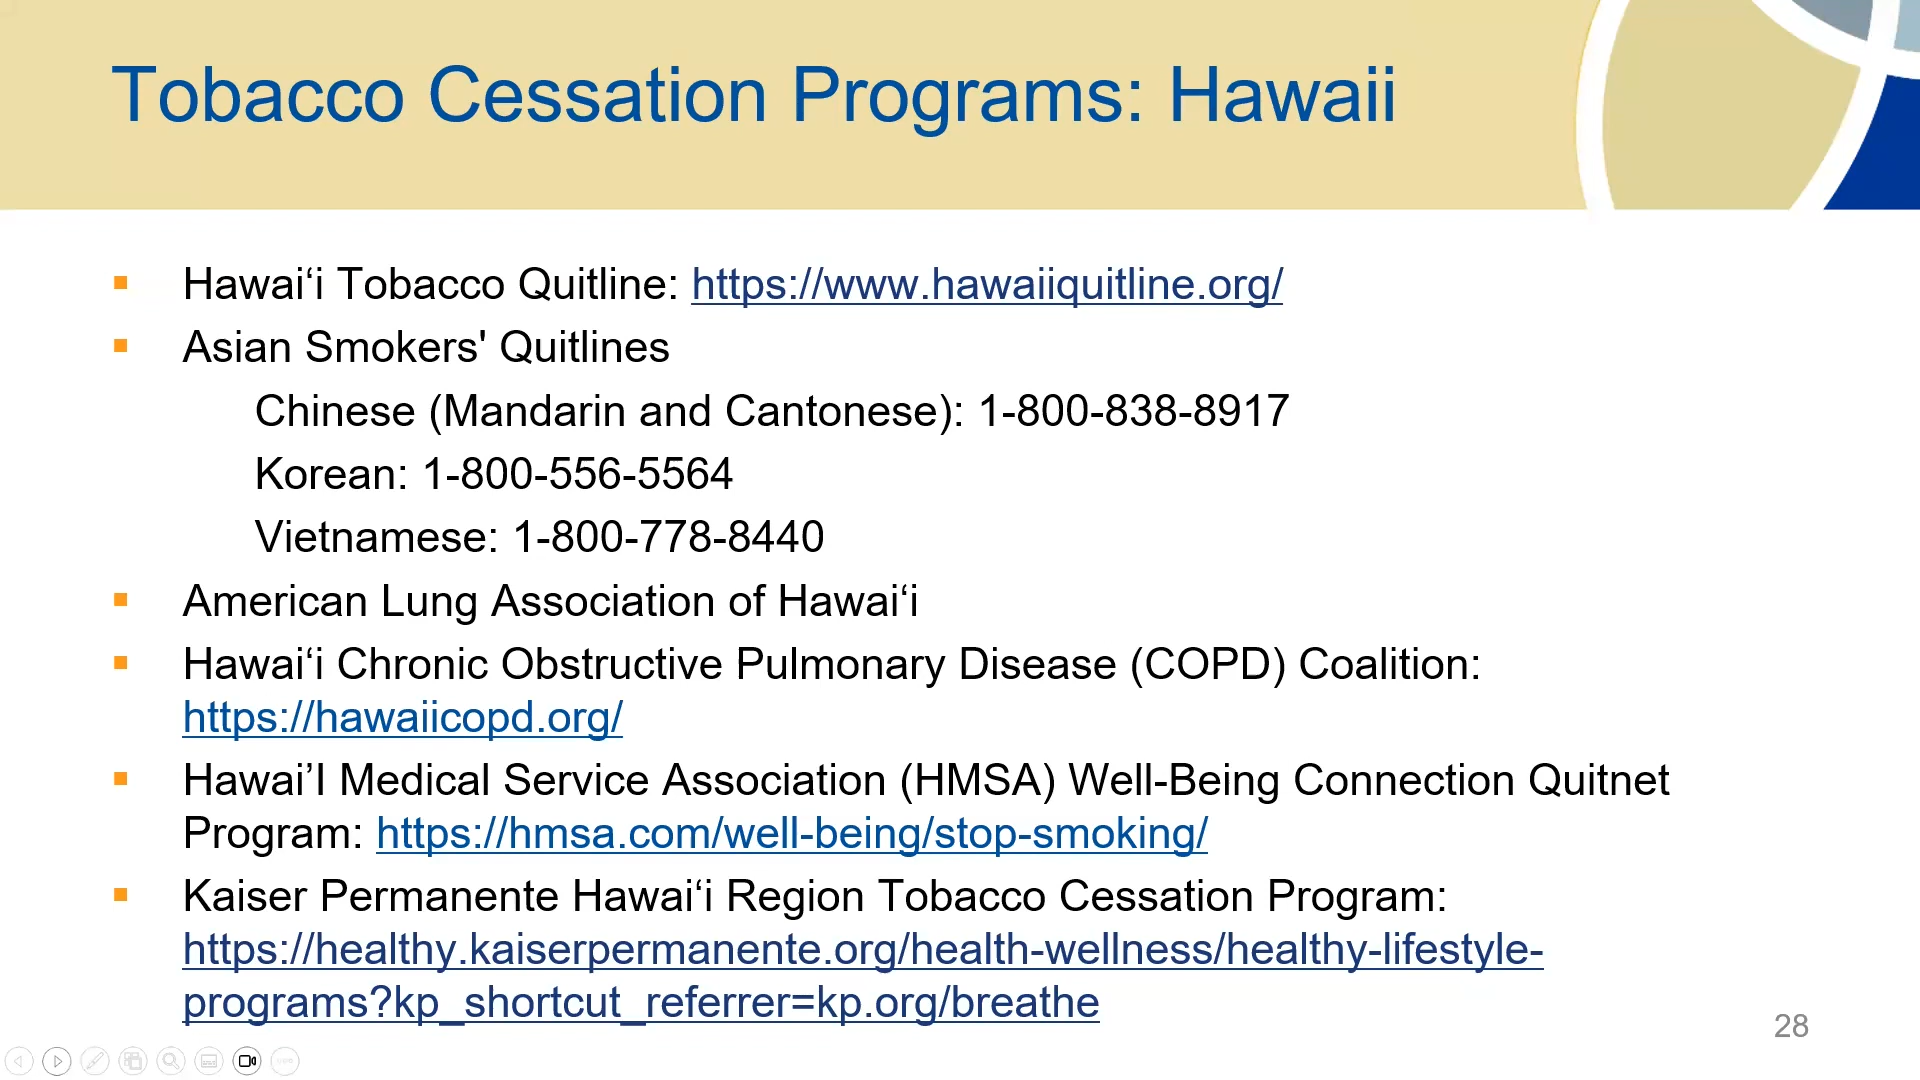 Tobacco Cessation Programs: Hawaii
Hawai‘i Tobacco Quitline: https://www.hawaiiquitline.org/
Asian Smokers' Quitlines
Chinese (Mandarin and Cantonese): 1-800-838-8917
Korean: 1-800-556-5564
Vietnamese: 1-800-778-8440
American Lung Association of Hawai‘i
Hawai‘i Chronic Obstructive Pulmonary Disease (COPD) Coalition:
https://hawaiicopd.org/
Hawai’I Medical Service Association (HMSA) Well-Being Connection Quitnet
Program: https://hmsa.com/well-being/stop-smoking/
Kaiser Permanente Hawai‘i Region Tobacco Cessation Program:
https://healthy.kaiserpermanente.org/health-wellness/healthy-lifestyle-
programs?kp_shortcut_referrer=kp.org/breathe
28